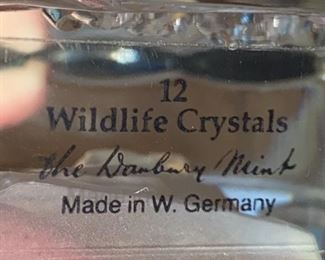 12
Wildlife Crystals
the Danbury Mint
Made in W. Germany